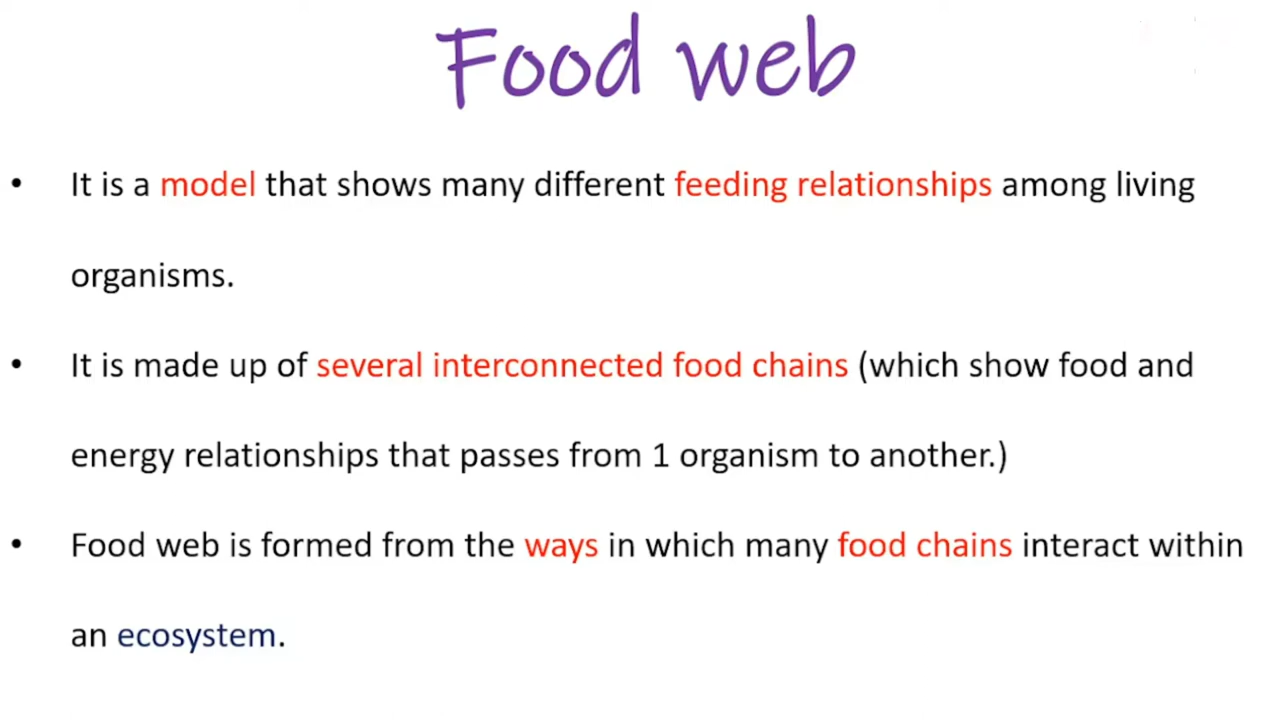 Food web
• It is a model that shows many different feeding relationships among living
organisms.
• It is made up of several interconnected food chains (which show food and
energy relationships that passes from 1 organism to another.)
• Food web is formed from the ways in which many food chains interact within
an ecosystem.